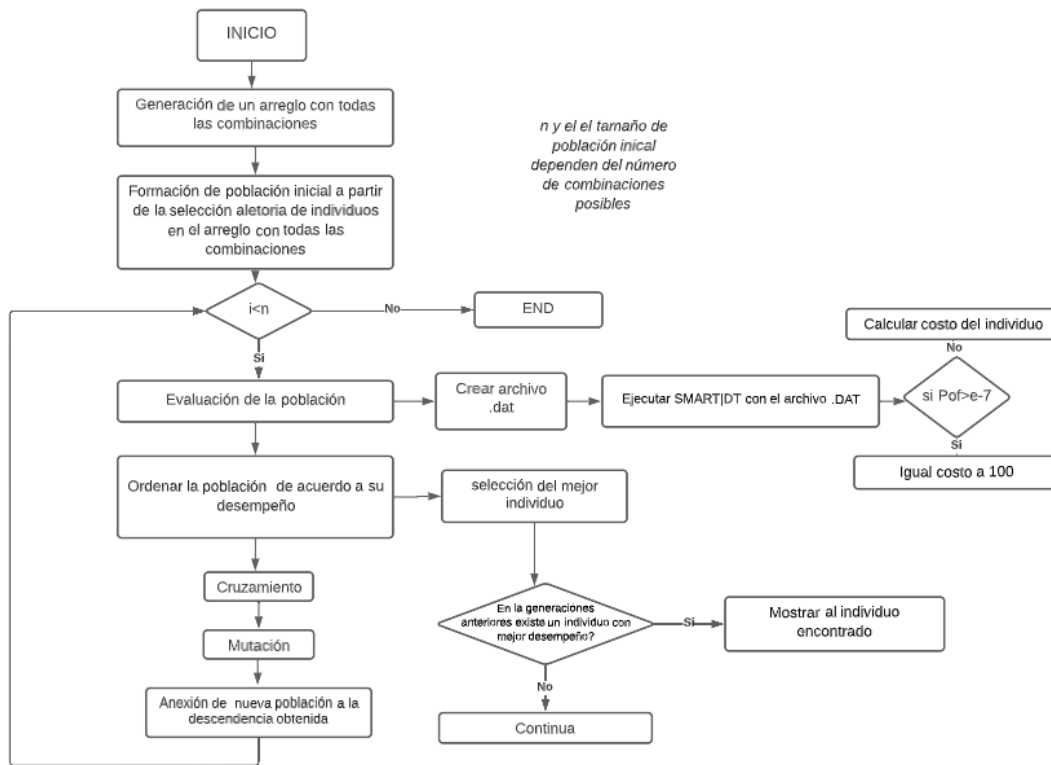 INICIO
Generación de un arreglo con todas
las combinaciones
n y el el tamaño de
población inical
dependen del número
de combinaciones
posibles
Formación de población inicial a partir
de la selección aletoria de individuos
en el arreglo con todas las
combinaciones
i<n
No
END
Si
Evaluación de la población
Crear archivo
.dat
Ejecutar SMART|DT con el archivo .DAT
Calcular costo del individuo
No
si Pof>e-7
Si
Igual costo a 100
Ordenar la población de acuerdo a su
desempeño
selección del mejor
individuo
Cruzamiento
Mutación
Anexión de nueva población a la
descendencia obtenida
En la generaciones
anteriores existe un individuo con
mejor desempeño?
Si
Mostrar al individuo
encontrado
No
Continua